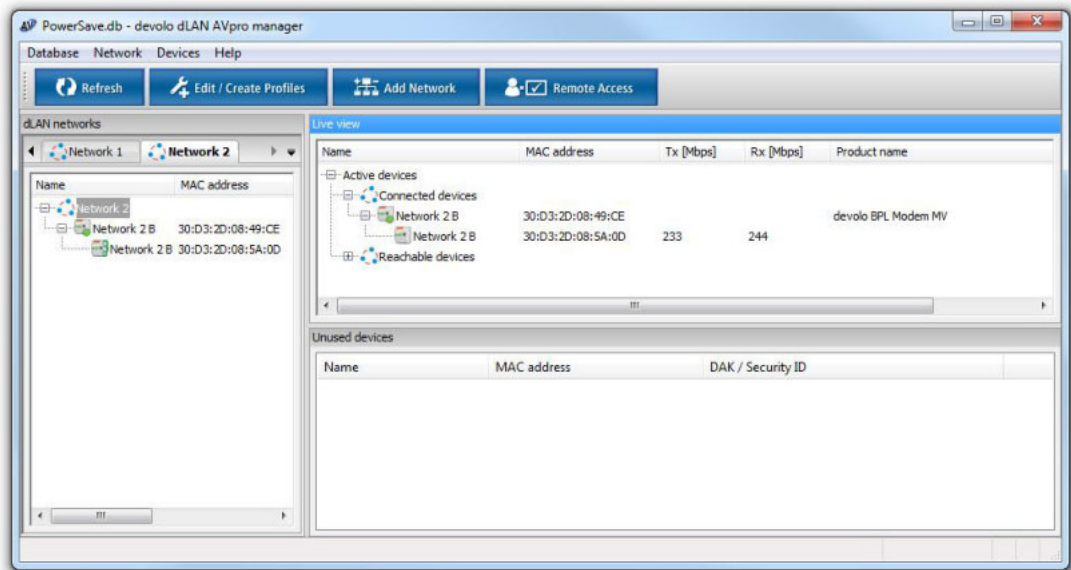 PowerSave.db - devolo dLAN AVpro manager
Database Network Devices Help
Refresh Edit / Create Profiles Add Network Remote Access
dLAN networks
Network 1 Network 2
Name MAC address
Network 2
Network 2 B 30:D3:2D:08:49:CE
Network 2 B 30:D3:2D:08:5A:0D
Live view
Name MAC address Tx [Mbps] Rx [Mbps] Product name
Active devices
Connected devices
Network 2 B 30:D3:2D:08:49:CE devolo BPL Modem MV
Network 2 B 30:D3:2D:08:5A:0D 233 244
Reachable devices
Unused devices
Name MAC address DAK / Security ID